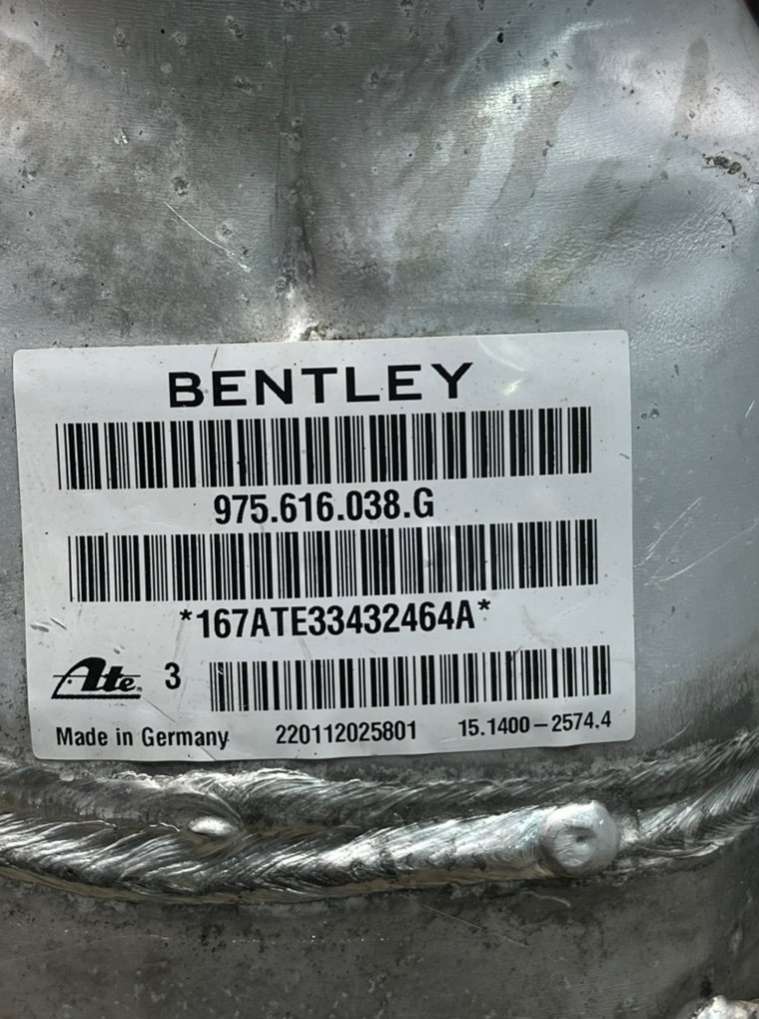 BENTLEY
975.616.038.G
*167ATE33432464A*
Ate 3
Made in Germany 220112025801 15.1400-2574.4